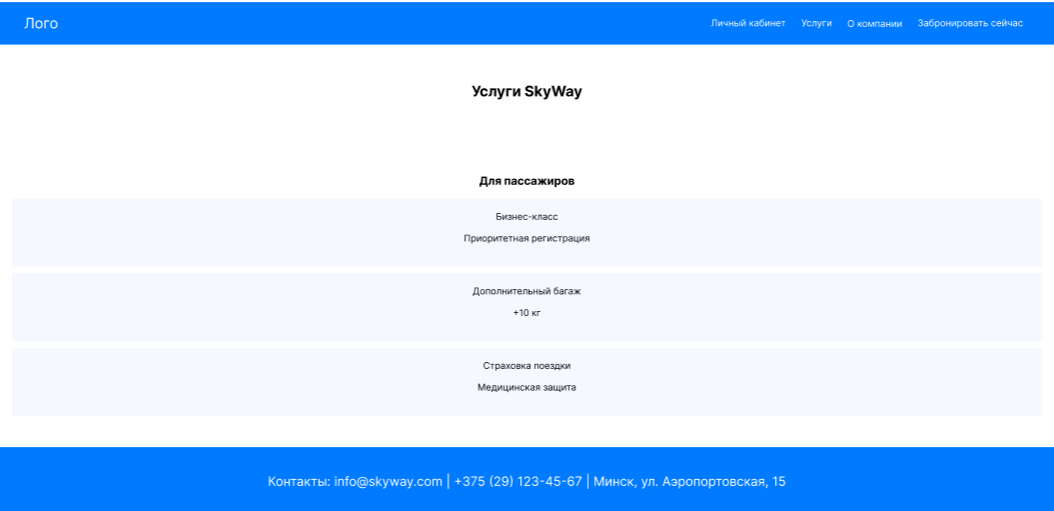 Лого
Личный кабинет Услуги О компании Забронировать сейчас
Услуги SkyWay
Для пассажиров
Бизнес-класс
Приоритетная регистрация
Дополнительный багаж
+10 кг
Страховка поездки
Медицинская защита
Контакты: info@skyway.com | +375 (29) 123-45-67 | Минск, ул. Аэропортовская, 15